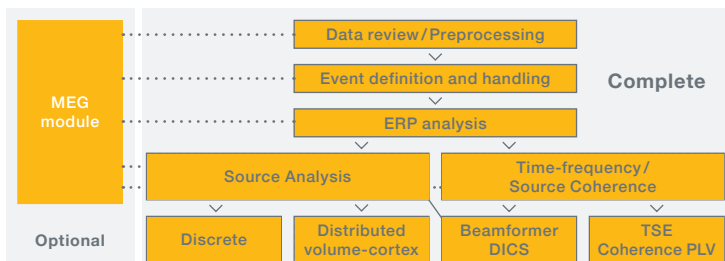 Data review/Preprocessing
MEG
module
Event definition and handling
Complete
ERP analysis
Source Analysis
Time-frequency/
Source Coherence
Optional
Discrete
Distributed
volume-cortex
Beamformer
DICS
TSE
Coherence PLV